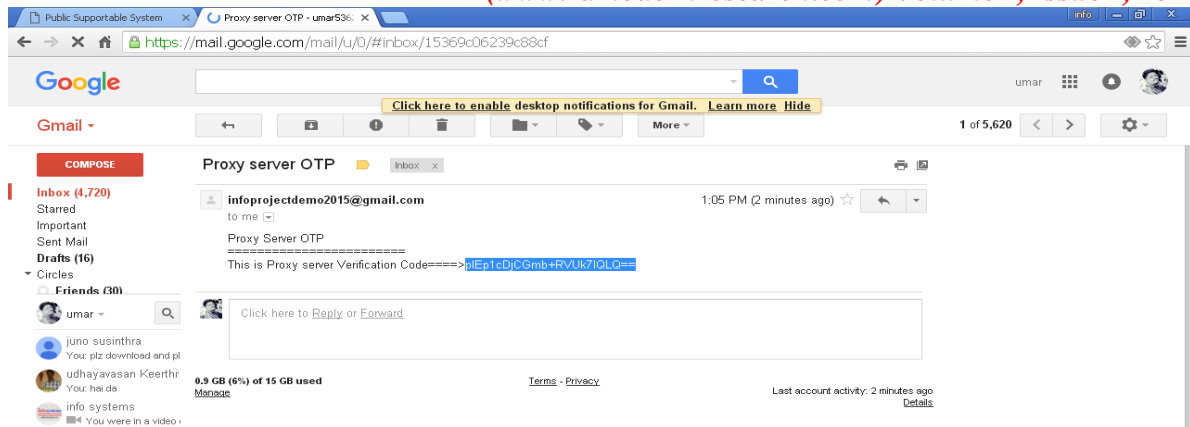 Public Supportable System
Proxy server OTP - umar536
info
https://mail.google.com/mail/u/0/#inbox/15369c06239c88cf
Google
umar
Click here to enable desktop notifications for Gmail. Learn more Hide
Gmail
More
1 of 5,620
COMPOSE
Proxy server OTP
Inbox x
Inbox (4,720)
Starred
Important
Sent Mail
Drafts (16)
Circles
Friends (30)
infoprojectdemo2015@gmail.com
1:05 PM (2 minutes ago)
to me
Proxy Server OTP
========================
This is Proxy server Verification Code====>plEp1cDjCGmb+RVUk7IQLQ==
umar
Click here to Reply or Forward
juno susinthra
You: plz download and pl
udhayavasan Keerthi
You: hai da
info systems
You were in a video
0.9 GB (6%) of 15 GB used
Manage
Terms - Privacy
Last account activity: 2 minutes ago
Details